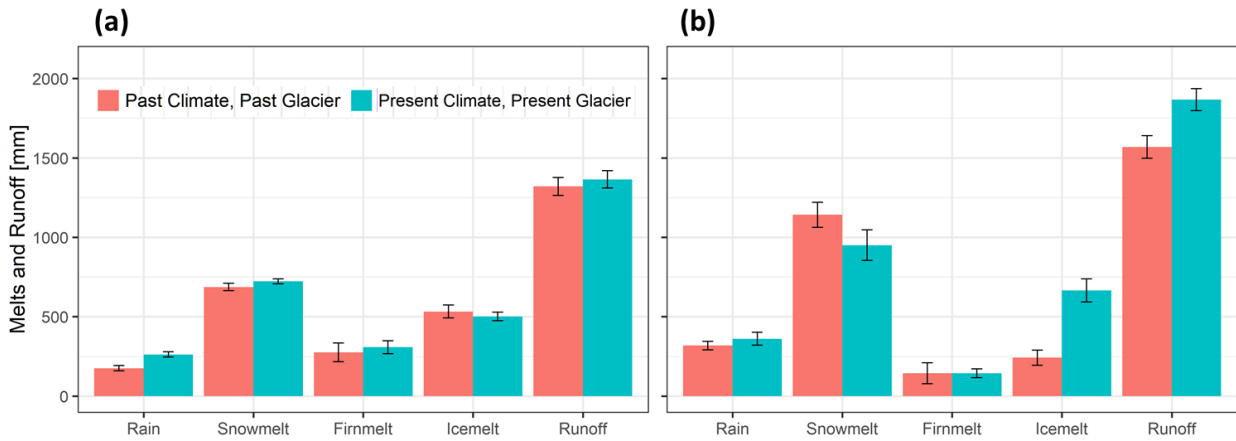 (a) (b)
Melts and Runoff [mm]
2000
1500
1000
500
0
Past Climate, Past Glacier Present Climate, Present Glacier
Rain Snowmelt Firnmelt Icemelt Runoff
Rain Snowmelt Firnmelt Icemelt Runoff